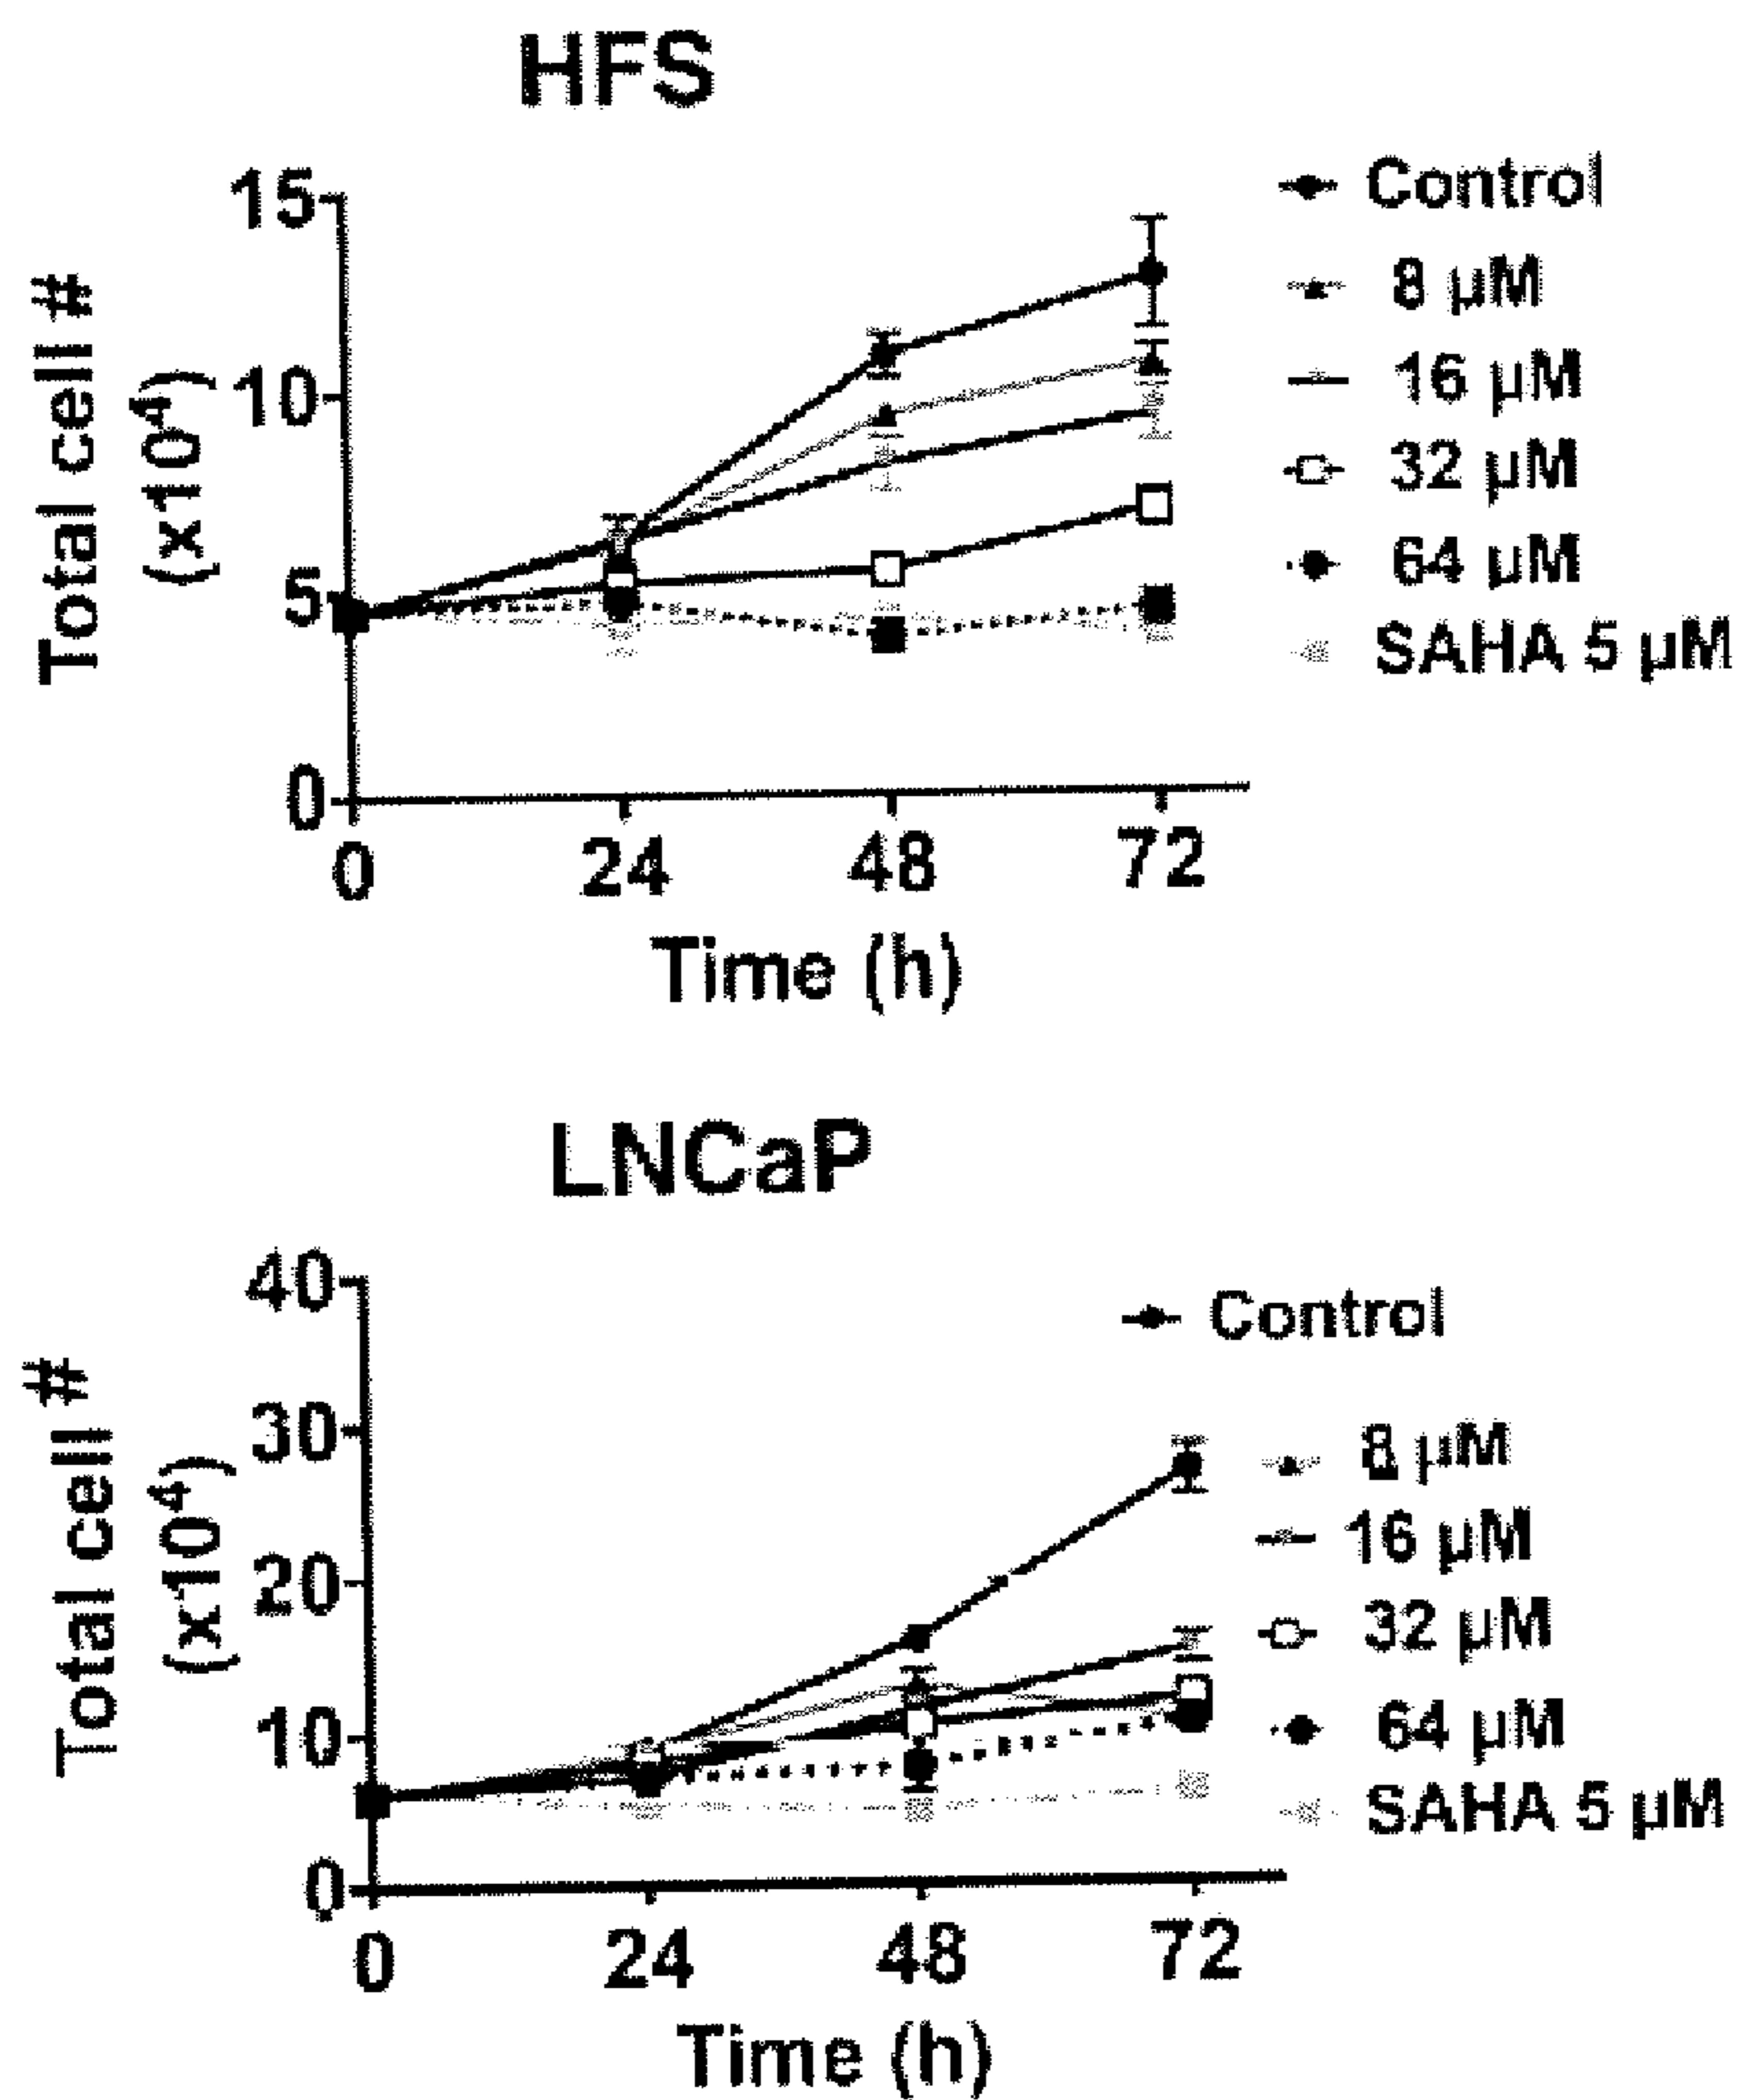 HFS
15
10
5
0
Total cell #
(x10⁴)
0 24 48 72
Time (h)
Control
8 µM
16 µM
32 µM
64 µM
SAHA 5 µM
LNCaP
40
30
20
10
0
Total cell #
(x10⁴)
0 24 48 72
Time (h)
Control
8 µM
16 µM
32 µM
64 µM
SAHA 5 µM